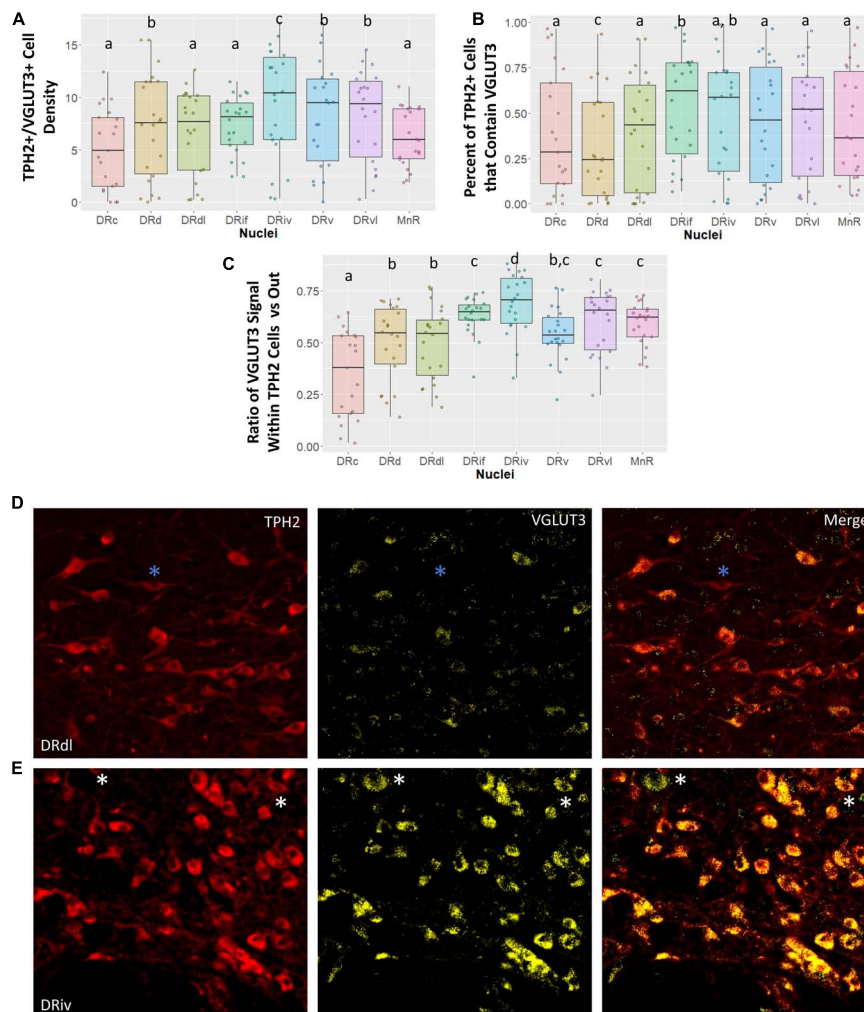 A
TPH2+/VGLUT3+ Cell
Density
15
10
5
0
a b a a c b b a
DRc DRd DRdl DRif DRiv DRv DRvl MnR
Nuclei
B
Percent of TPH2+ Cells
that Contain VGLUT3
1.00
0.75
0.50
0.25
0.00
a c a b a, b a a a
DRc DRd DRdl DRif DRiv DRv DRvl MnR
Nuclei
C
Ratio of VGLUT3 Signal
Within TPH2 Cells vs Out
0.75
0.50
0.25
0.00
a b b c d b,c c c
DRc DRd DRdl DRif DRiv DRv DRvl MnR
Nuclei
D
TPH2 VGLUT3 Merge
* * *
DRdl
E
* * * * * *
DRiv